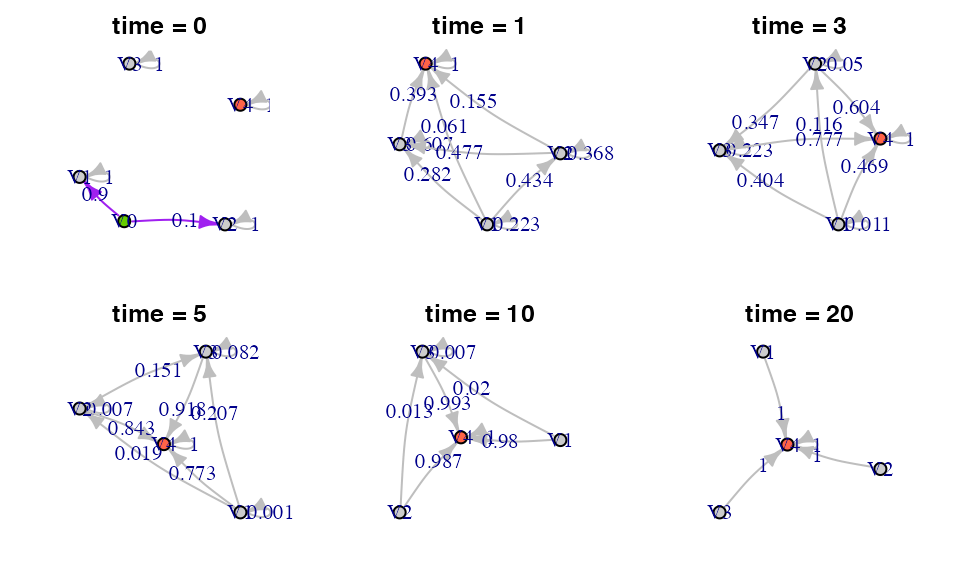 time = 0
V3 1
V4 1
V1 1
0.9
V0 0.1 V2 1
time = 1
V4 1
0.393 0.155
0.061
V3 0.607 0.477 V2 0.368
0.282 0.434
V1 0.223
time = 3
V2 0.05
0.604
0.347 0.116
V3 0.223 0.777 V4 1
0.404 0.469
V1 0.011
time = 5
V3 0.082
0.151
V2 0.007 0.918 0.207
0.843
V4 1
0.019
0.773
V1 0.001
time = 10
V3 0.007
0.02
0.013 0.993
V4 1 0.98 V1
0.987
V2
time = 20
V1
1
V4 1
1 1
V2
V3